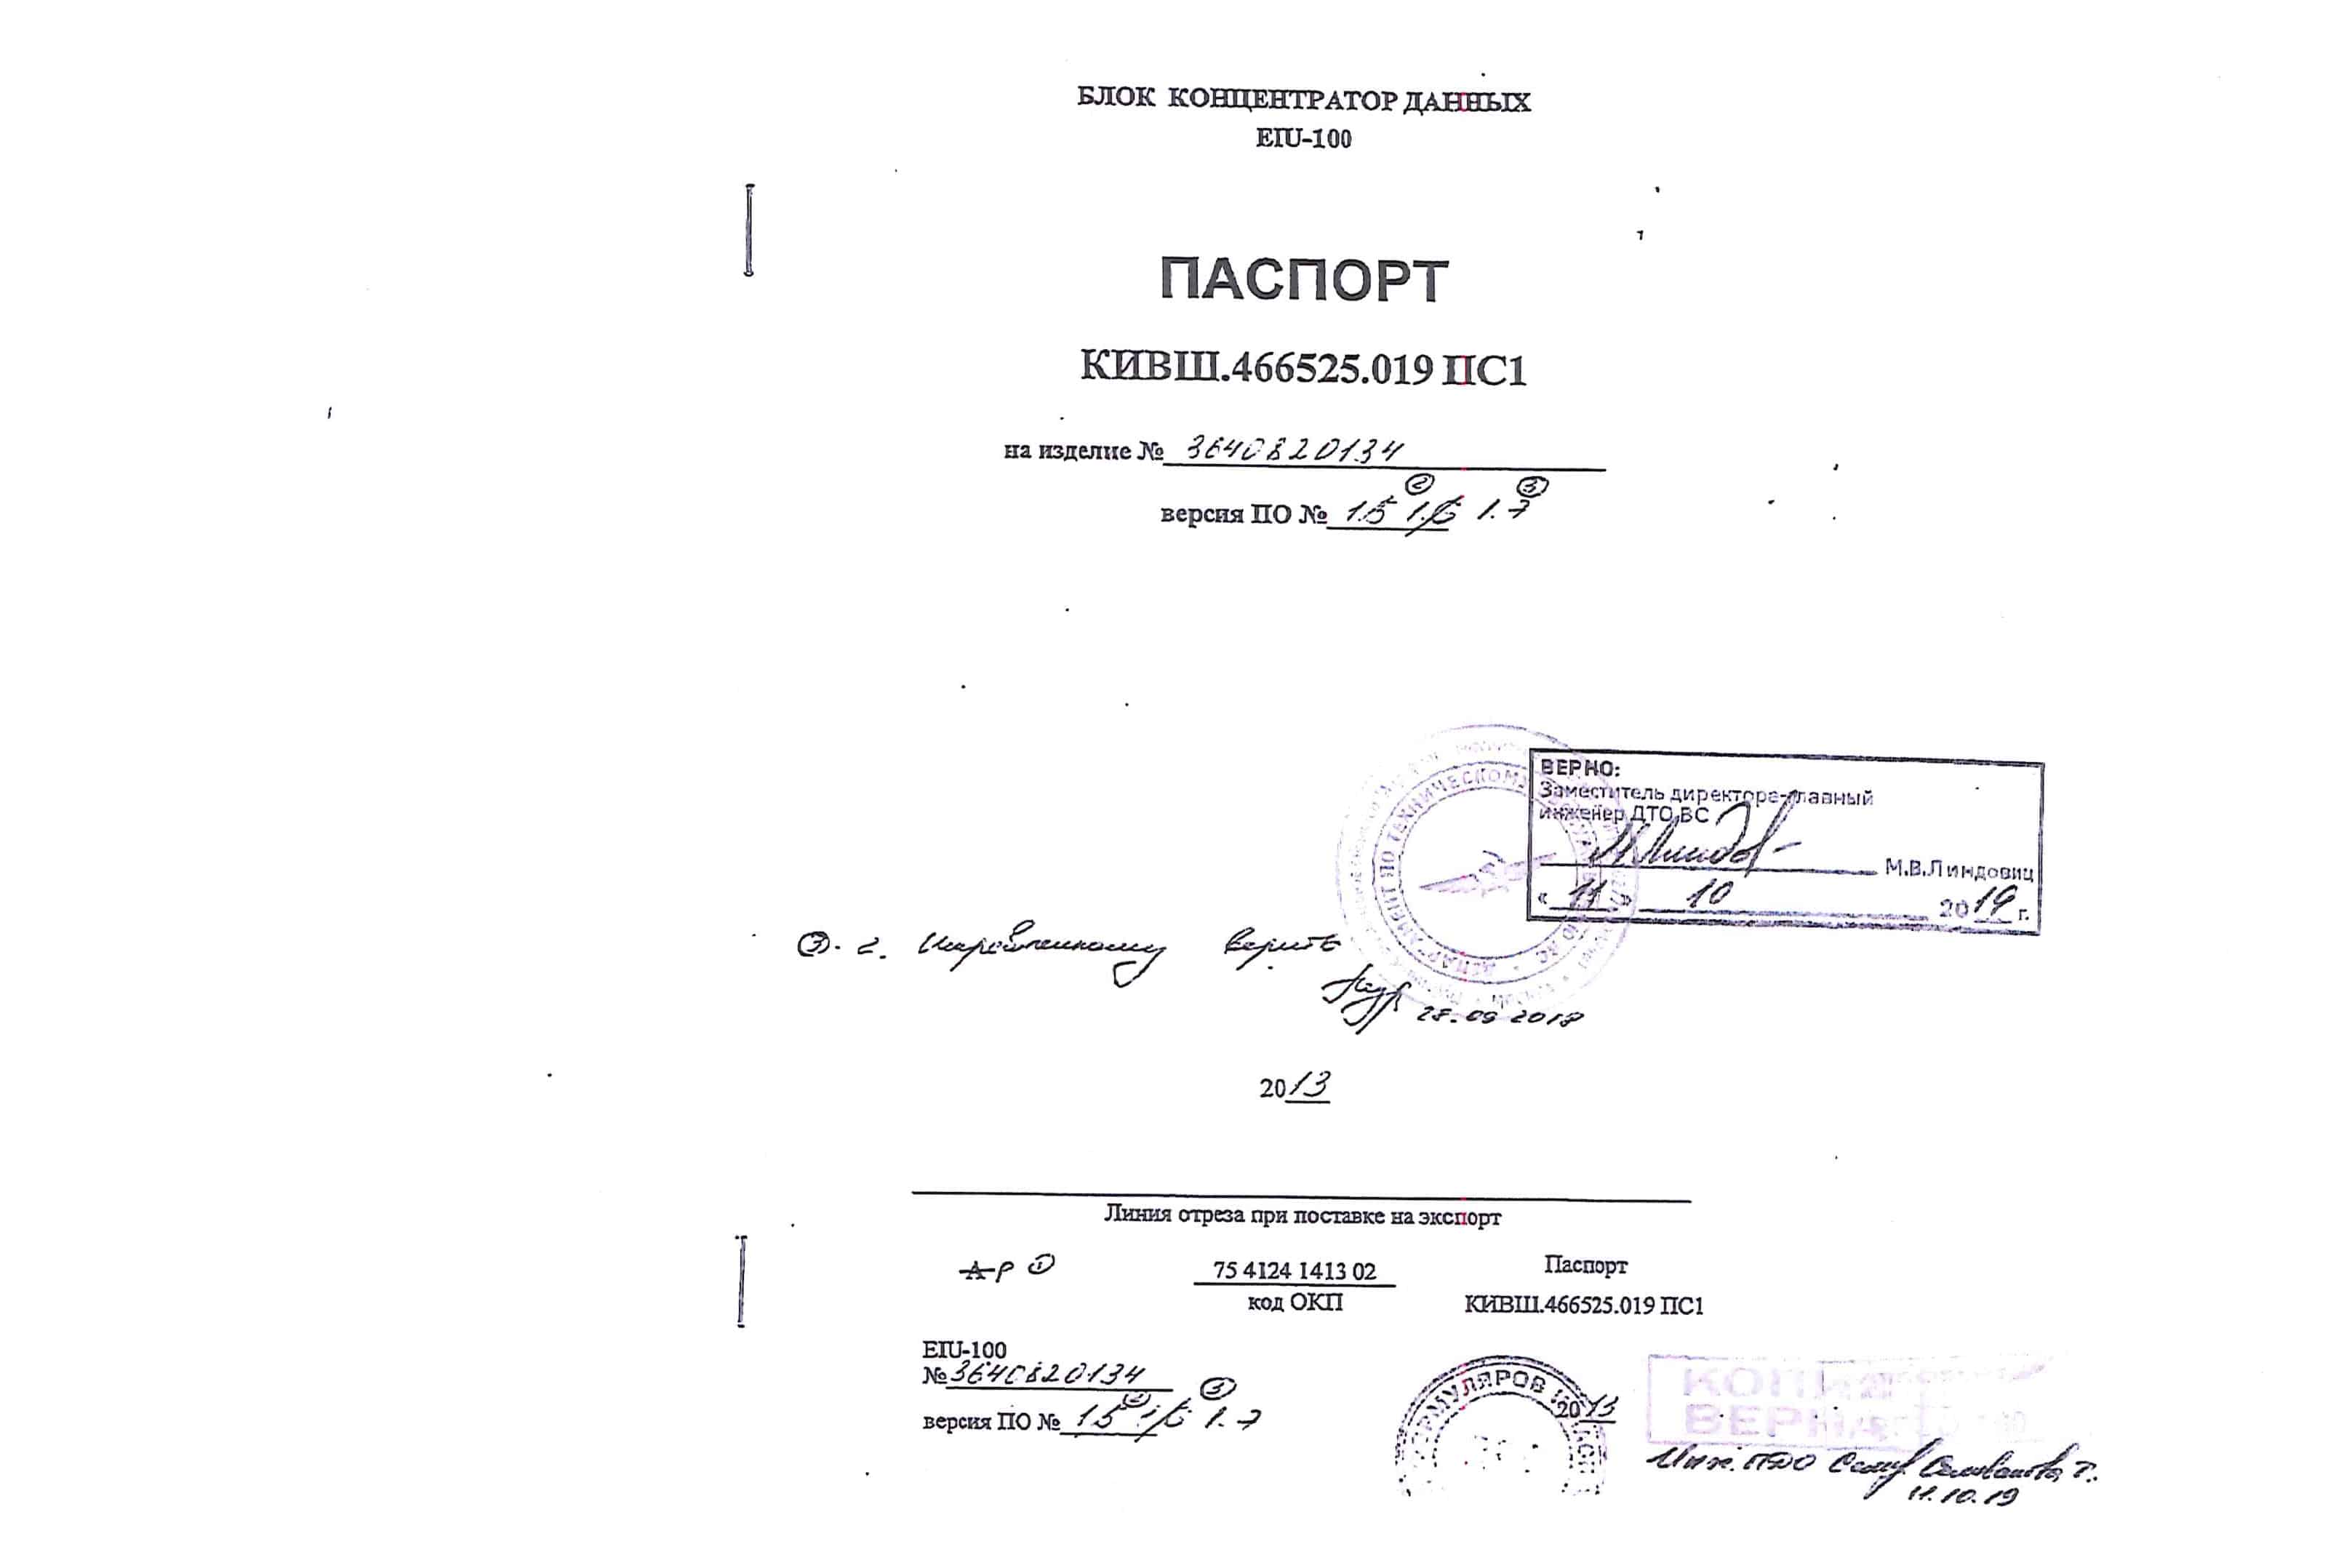 БЛОК КОНЦЕНТРАТОР ДАННЫХ
EIU-100
ПАСПОРТ
КИВШ.466525.019 ПС1
на изделие № 3640820134
② ③
версия ПО № 1.5 1.6 1.7
ВЕРНО:
Заместитель директора-главный
инженер ДТО ВС
М.В.Линдовиц
« 11 » 10 2019 г.
верить
28.09 2018
2013
Линия отреза при поставке на экспорт
А Р ① 75 4124 1413 02 Паспорт
код ОКП КИВШ.466525.019 ПС1
EIU-100
№ 3640820134
② ③
версия ПО № 1.5 1.6 1.7
2013
КОПИЯ
ВЕРНА
Инж. ПДО
11.10.19